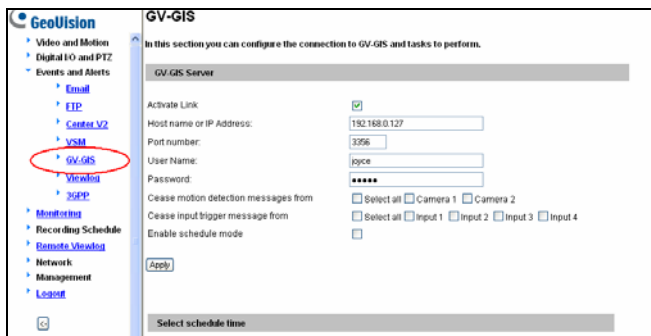 GeoVision
Video and Motion
Digital I/O and PTZ
Events and Alerts
Email
FTP
Center V2
VSM
GV-GIS
Viewlog
3GPP
Monitoring
Recording Schedule
Remote Viewlog
Network
Management
Logout
<<
GV-GIS
In this section you can configure the connection to GV-GIS and tasks to perform.
GV-GIS Server
Activate Link
Host name or IP Address: 192.168.0.127
Port number: 3356
User Name: joyce
Password: •••••
Cease motion detection messages from Select all Camera 1 Camera 2
Cease input trigger message from Select all Input 1 Input 2 Input 3 Input 4
Enable schedule mode
Apply
Select schedule time